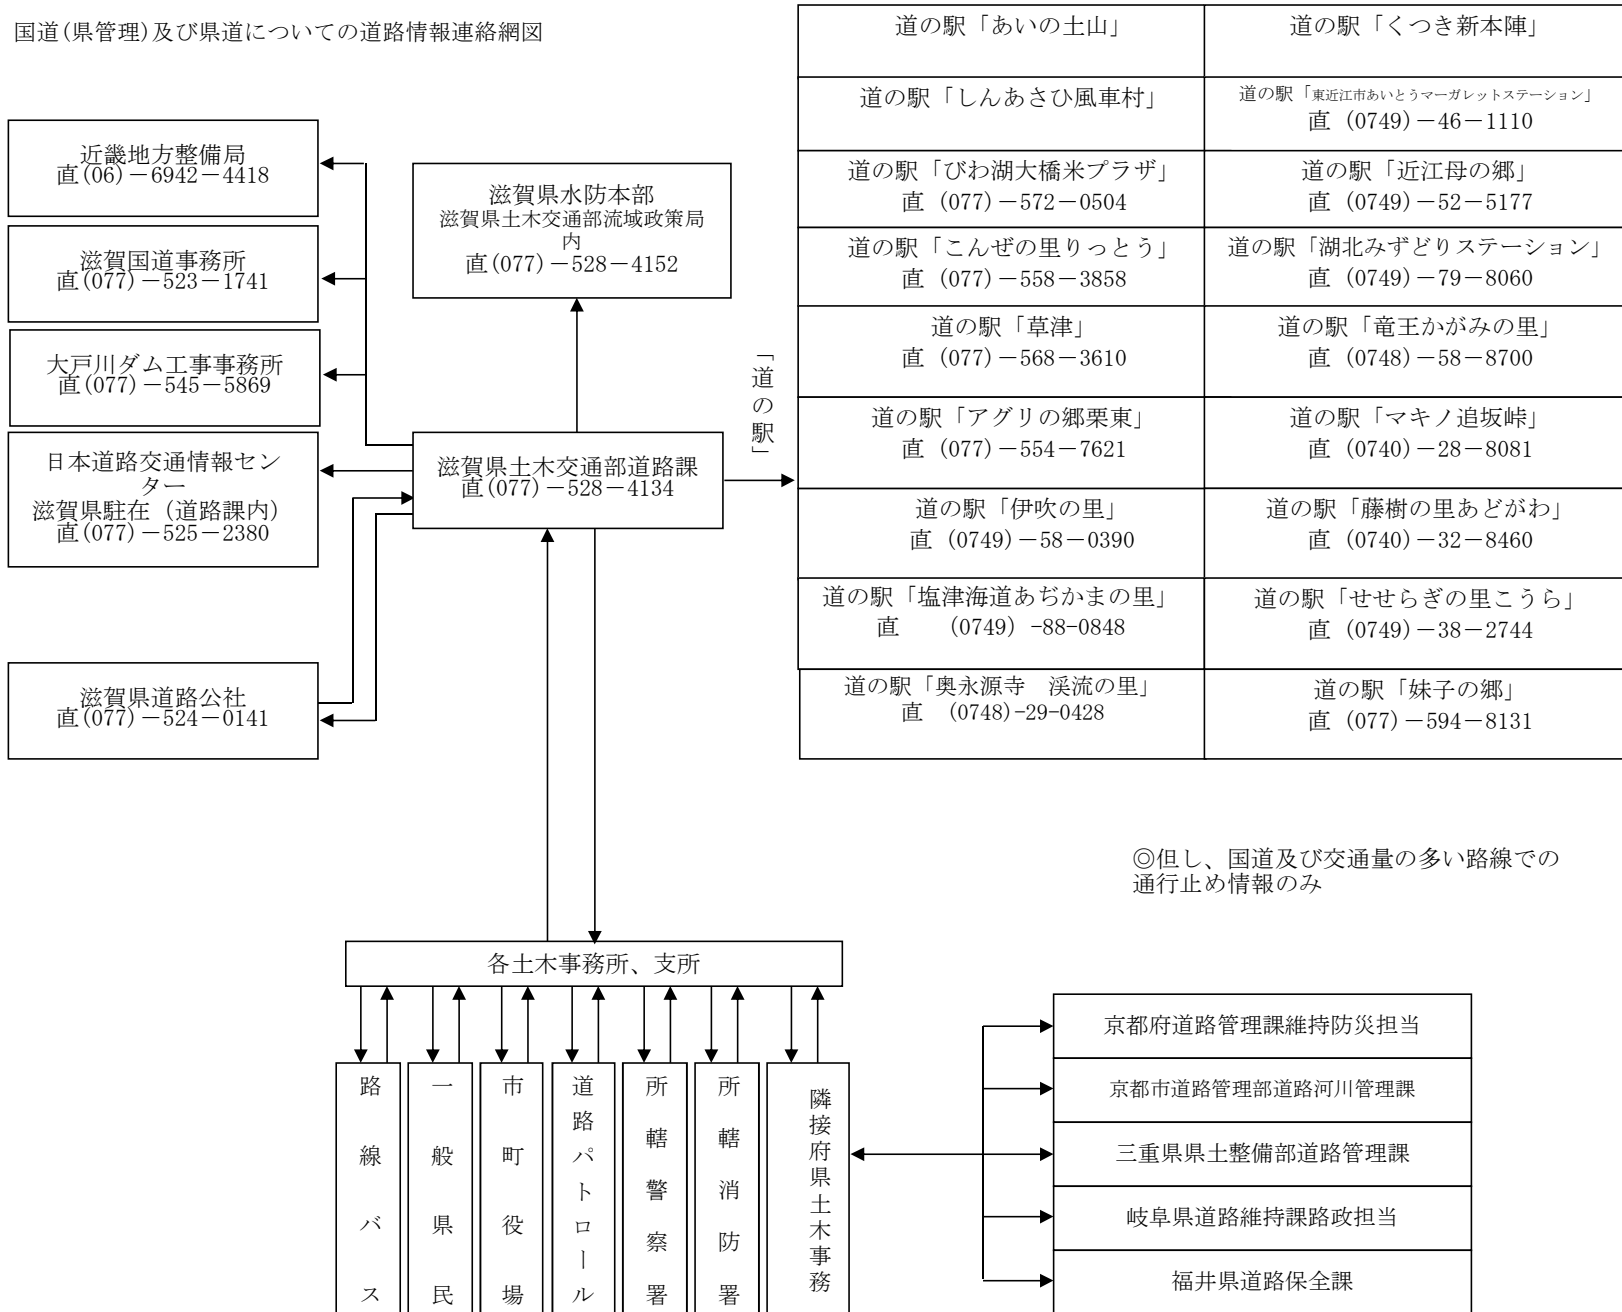 国道(県管理)及び県道についての道路情報連絡網図
近畿地方整備局
直(06)－6942－4418
滋賀国道事務所
直(077)－523－1741
大戸川ダム工事事務所
直(077)－545－5869
日本道路交通情報セン
ター
滋賀県駐在（道路課内）
直(077)－525－2380
滋賀県道路公社
直(077)－524－0141
滋賀県水防本部
滋賀県土木交通部流域政策局
内
直(077)－528－4152
滋賀県土木交通部道路課
直(077)－528－4134
「道の駅」
道の駅「あいの土山」
道の駅「くつき新本陣」
道の駅「しんあさひ風車村」
道の駅「東近江市あいとうマーガレットステーション」
直 (0749)－46－1110
道の駅「びわ湖大橋米プラザ」
直 (077)－572－0504
道の駅「近江母の郷」
直 (0749)－52－5177
道の駅「こんぜの里りっとう」
直 (077)－558－3858
道の駅「湖北みずどりステーション」
直 (0749)－79－8060
道の駅「草津」
直 (077)－568－3610
道の駅「竜王かがみの里」
直 (0748)－58－8700
道の駅「アグリの郷栗東」
直 (077)－554－7621
道の駅「マキノ追坂峠」
直 (0740)－28－8081
道の駅「伊吹の里」
直 (0749)－58－0390
道の駅「藤樹の里あどがわ」
直 (0740)－32－8460
道の駅「塩津海道あぢかまの里」
直　（0749）-88-0848
道の駅「せせらぎの里こうら」
直 (0749)－38－2744
道の駅「奥永源寺　渓流の里」
直　(0748)-29-0428
道の駅「妹子の郷」
直 (077)－594－8131
◎但し、国道及び交通量の多い路線での
通行止め情報のみ
各土木事務所、支所
路線バス
一般県民
市町役場
道路パトロール
所轄警察署
所轄消防署
隣接府県土木事務
京都府道路管理課維持防災担当
京都市道路管理部道路河川管理課
三重県県土整備部道路管理課
岐阜県道路維持課路政担当
福井県道路保全課